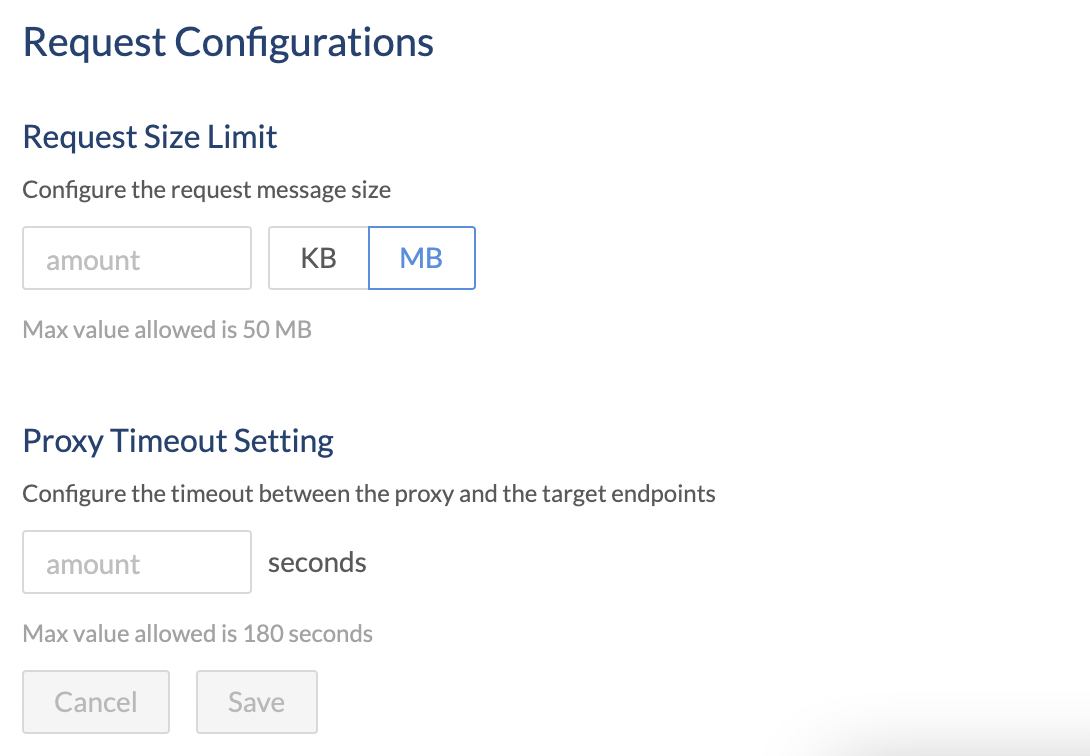 Request Configurations
Request Size Limit
Configure the request message size
amount KB MB
Max value allowed is 50 MB
Proxy Timeout Setting
Configure the timeout between the proxy and the target endpoints
amount seconds
Max value allowed is 180 seconds
Cancel Save